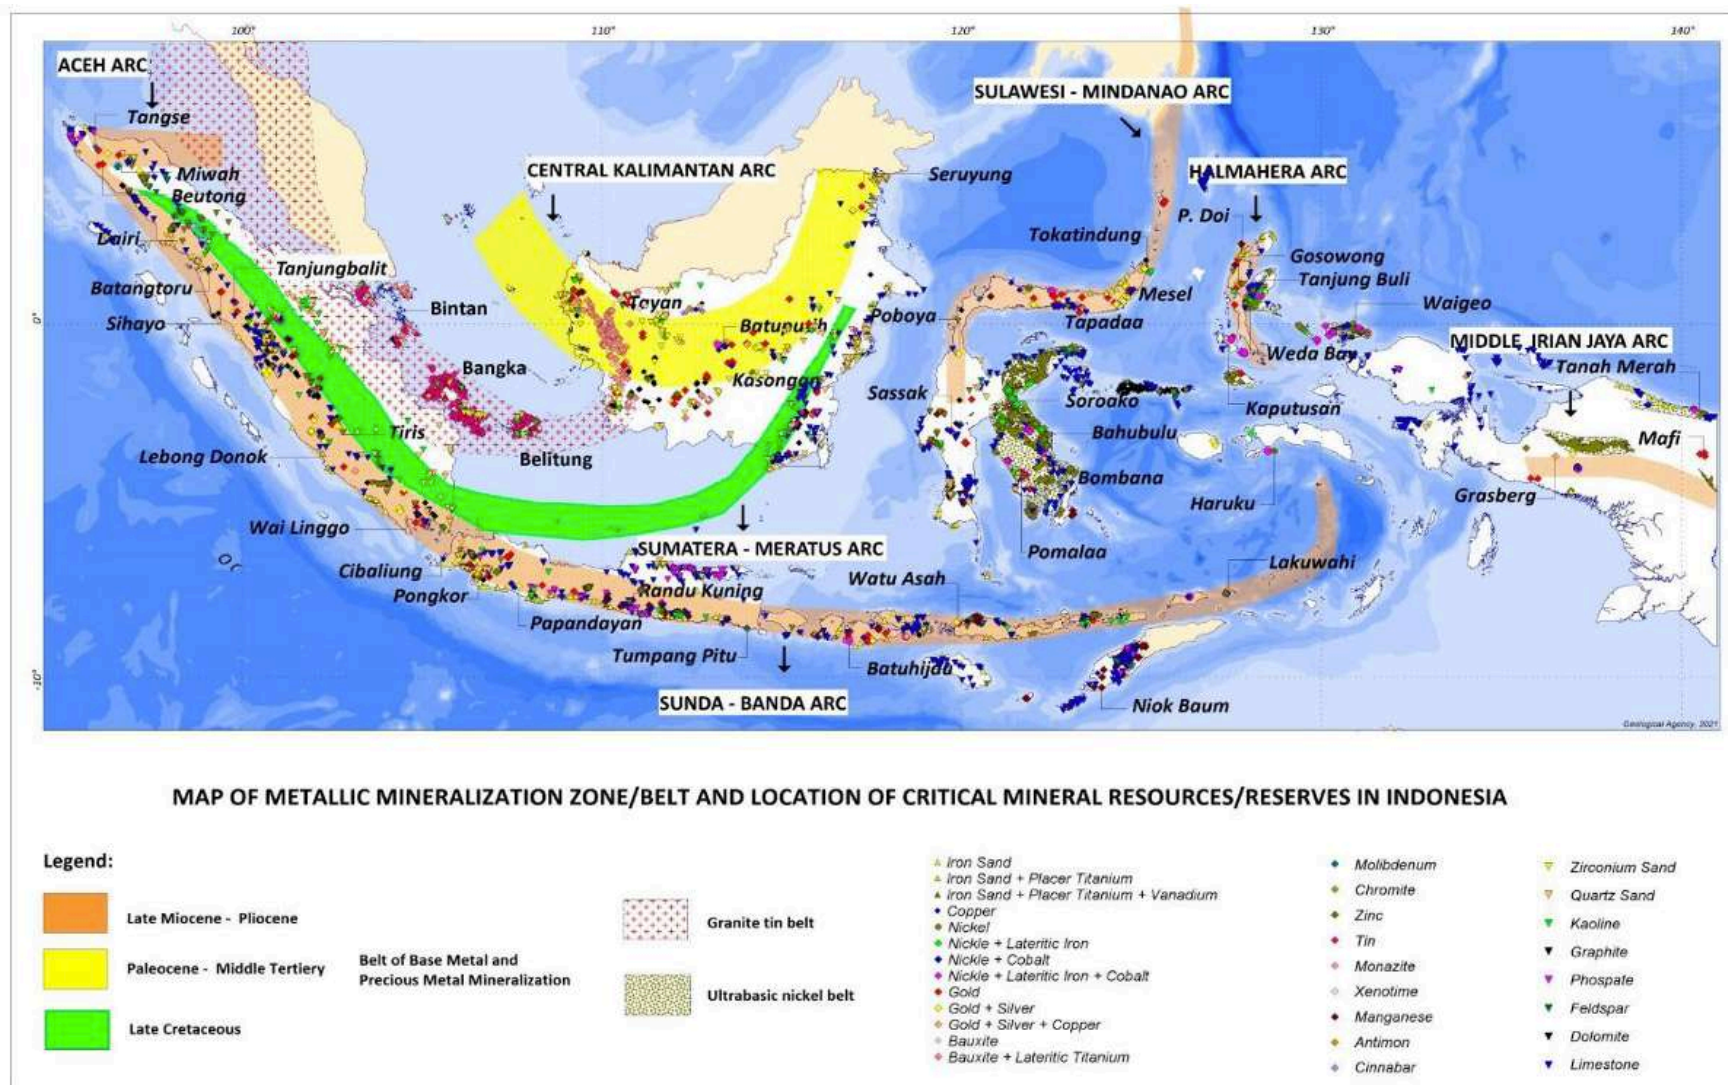 100°
110°
120°
130°
140°
ACEH ARC
SULAWESI - MINDANAO ARC
Tangse
CENTRAL KALIMANTAN ARC
HALMAHERA ARC
Miwah
Beutong
Seruyung
P. Doi
Dairi
Tokatindung
Gosowong
Tanjungbalit
Tanjung Buli
Batangtoru
Bintan
Tayan
Mesel
Waigeo
Sihayo
0°
Poboya
Tapadaa
Batuputih
MIDDLE IRIAN JAYA ARC
Weda Bay
Tanah Merah
Bangka
Kasongan
Sassak
Soroako
Kaputusan
Tiris
Bahubulu
Mafi
Lebong Donok
Belitung
Bombana
Haruku
Grasberg
Wai Linggo
SUMATERA - MERATUS ARC
Pomalaa
O C
Cibaliung
Watu Asah
Lakuwahi
Pongkor
Randu Kuning
Papandayan
Tumpang Pitu
Batuhijau
-10°
SUNDA - BANDA ARC
Niok Baum
Geological Agency, 2021
MAP OF METALLIC MINERALIZATION ZONE/BELT AND LOCATION OF CRITICAL MINERAL RESOURCES/RESERVES IN INDONESIA
Legend:
Late Miocene - Pliocene
Paleocene - Middle Tertiery
Late Cretaceous
Belt of Base Metal and
Precious Metal Mineralization
Granite tin belt
Ultrabasic nickel belt
Iron Sand
Iron Sand + Placer Titanium
Iron Sand + Placer Titanium + Vanadium
Copper
Nickel
Nickle + Lateritic Iron
Nickle + Cobalt
Nickle + Lateritic Iron + Cobalt
Gold
Gold + Silver
Gold + Silver + Copper
Bauxite
Bauxite + Lateritic Titanium
Molibdenum
Chromite
Zinc
Tin
Monazite
Xenotime
Manganese
Antimon
Cinnabar
Zirconium Sand
Quartz Sand
Kaoline
Graphite
Phospate
Feldspar
Dolomite
Limestone